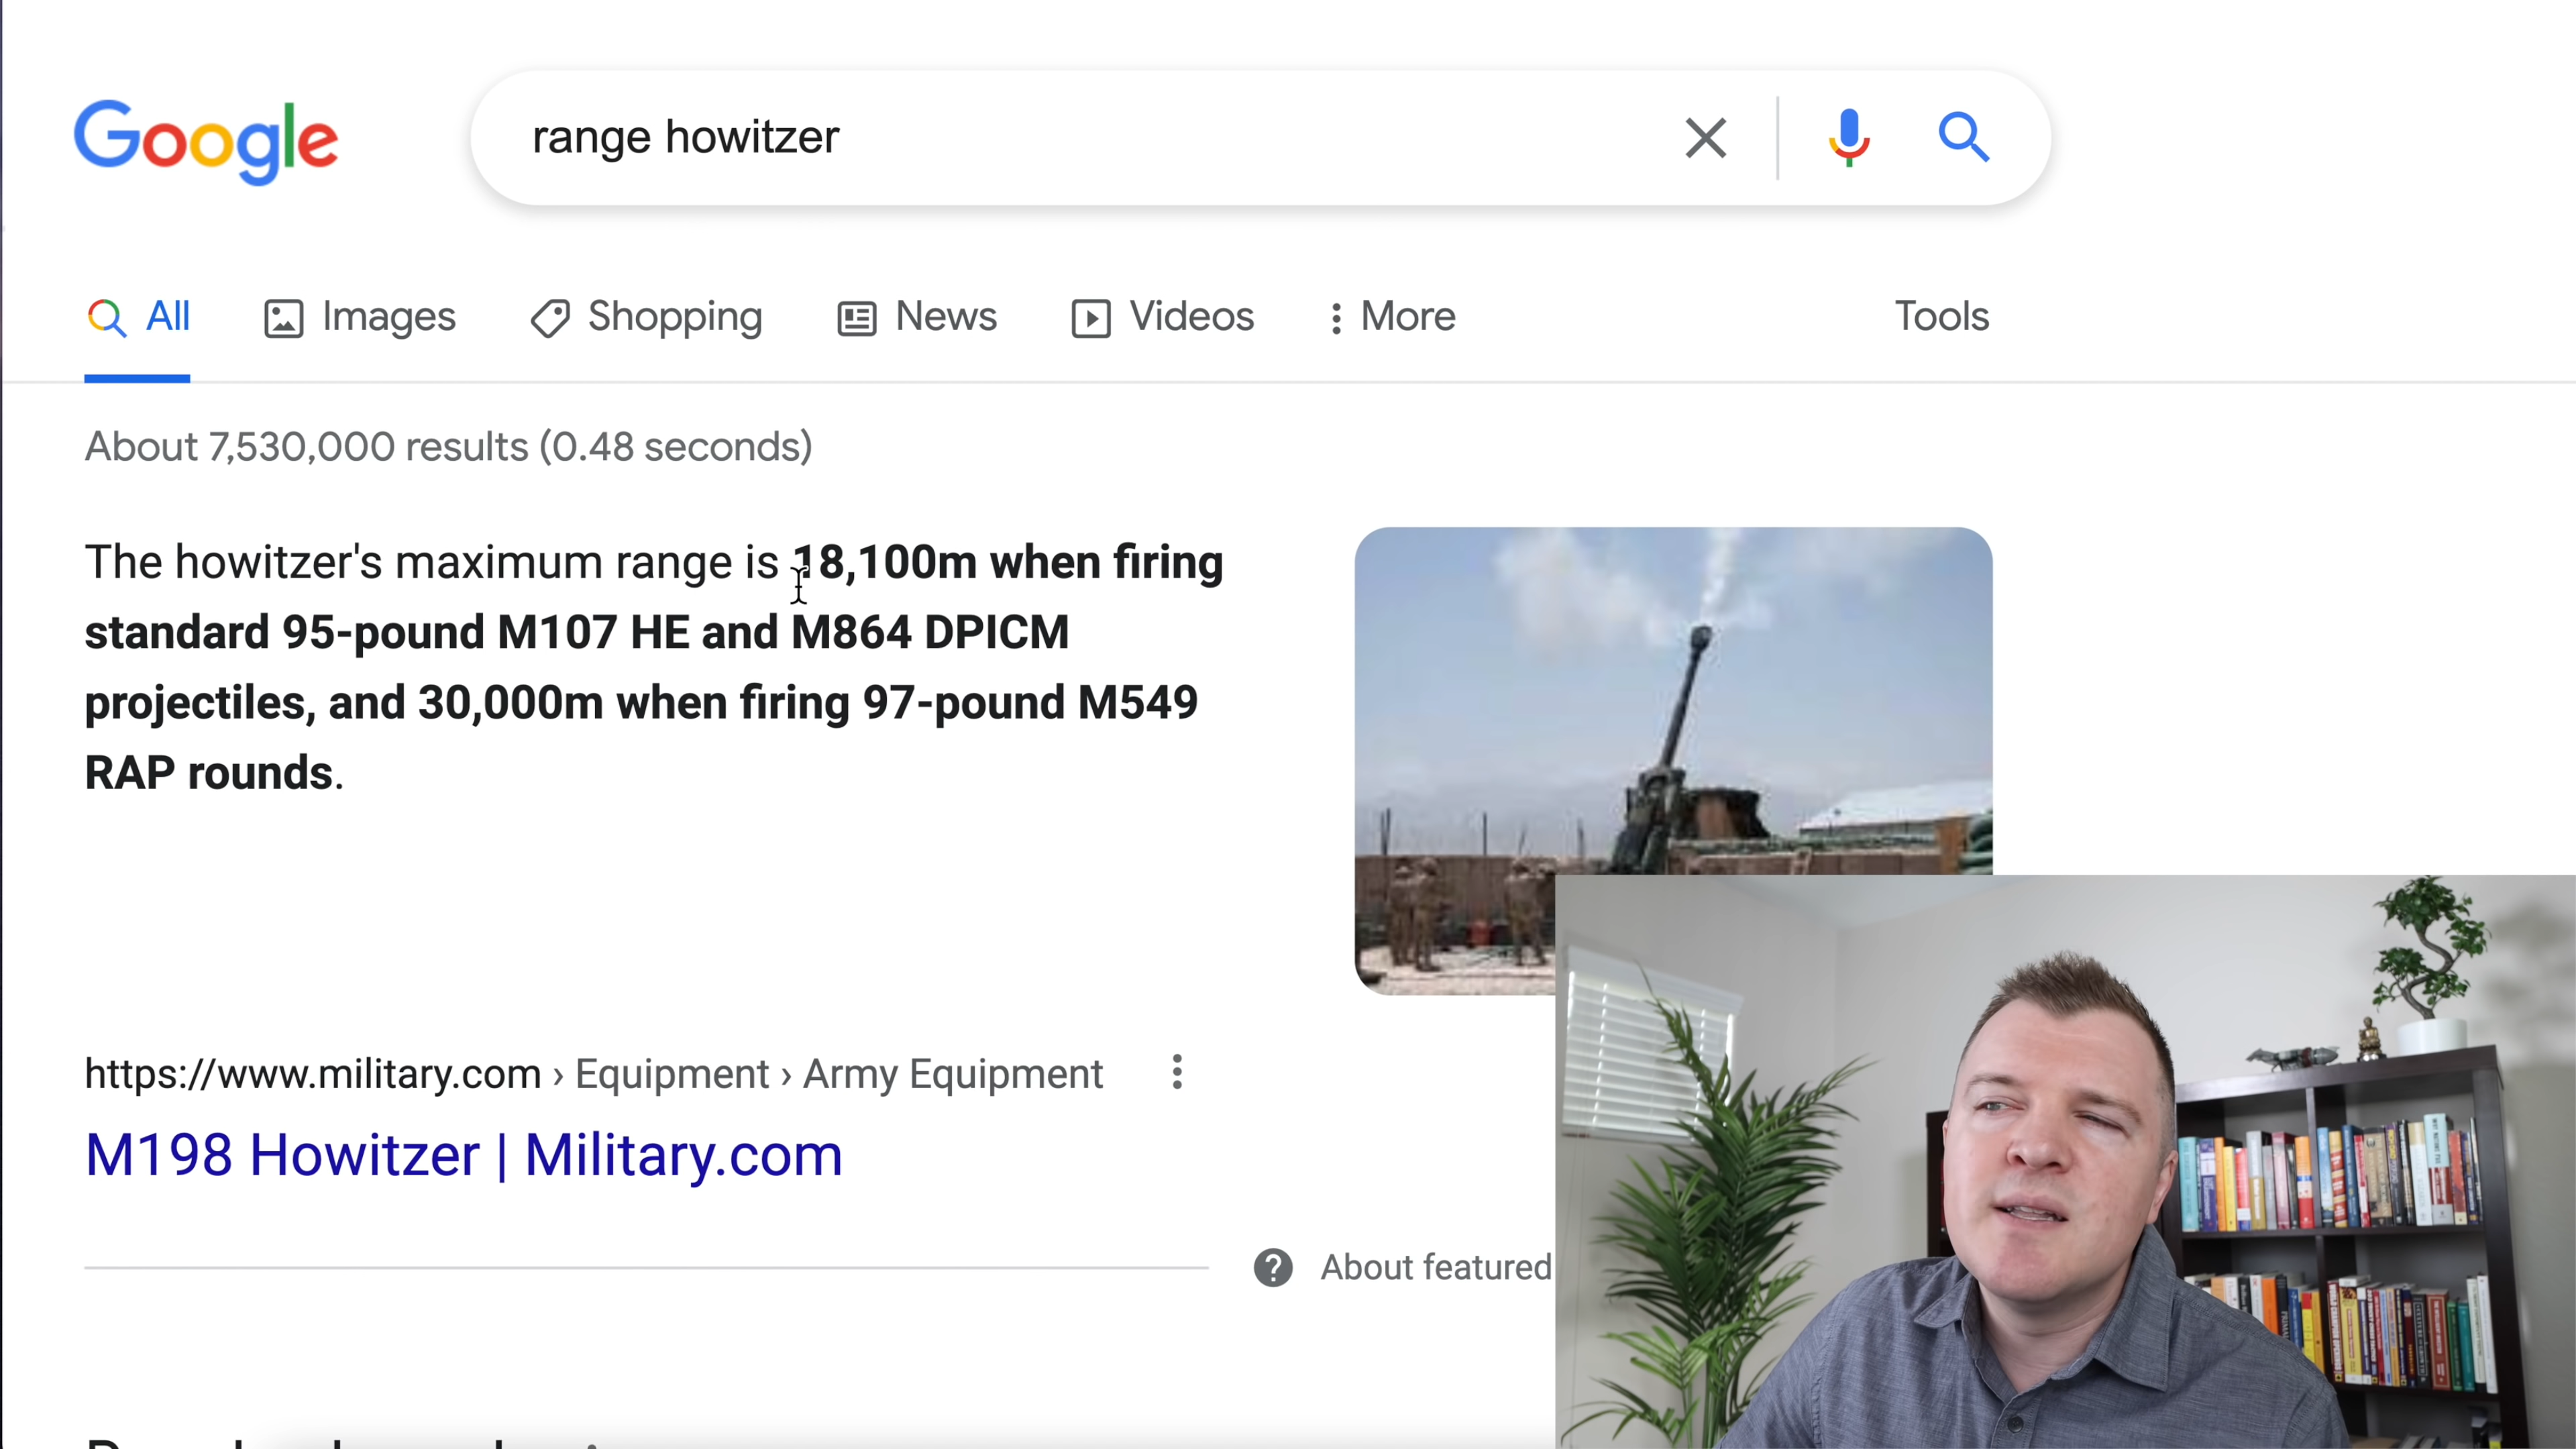 Google
range howitzer
All Images Shopping News Videos More Tools
About 7,530,000 results (0.48 seconds)
The howitzer's maximum range is 18,100m when firing
standard 95-pound M107 HE and M864 DPICM
projectiles, and 30,000m when firing 97-pound M549
RAP rounds.
https://www.military.com › Equipment › Army Equipment
M198 Howitzer | Military.com
? About featured